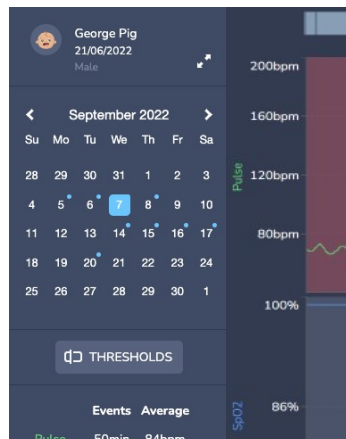 George Pig
21/06/2022
Male
September 2022
Su Mo Tu We Th Fr Sa
28 29 30 31 1 2 3
4 5 6 7 8 9 10
11 12 13 14 15 16 17
18 19 20 21 22 23 24
25 26 27 28 29 30 1
THRESHOLDS
Events Average
Pulse 50min 84bpm
200bpm
160bpm
Pulse
120bpm
80bpm
100%
SpO2
86%